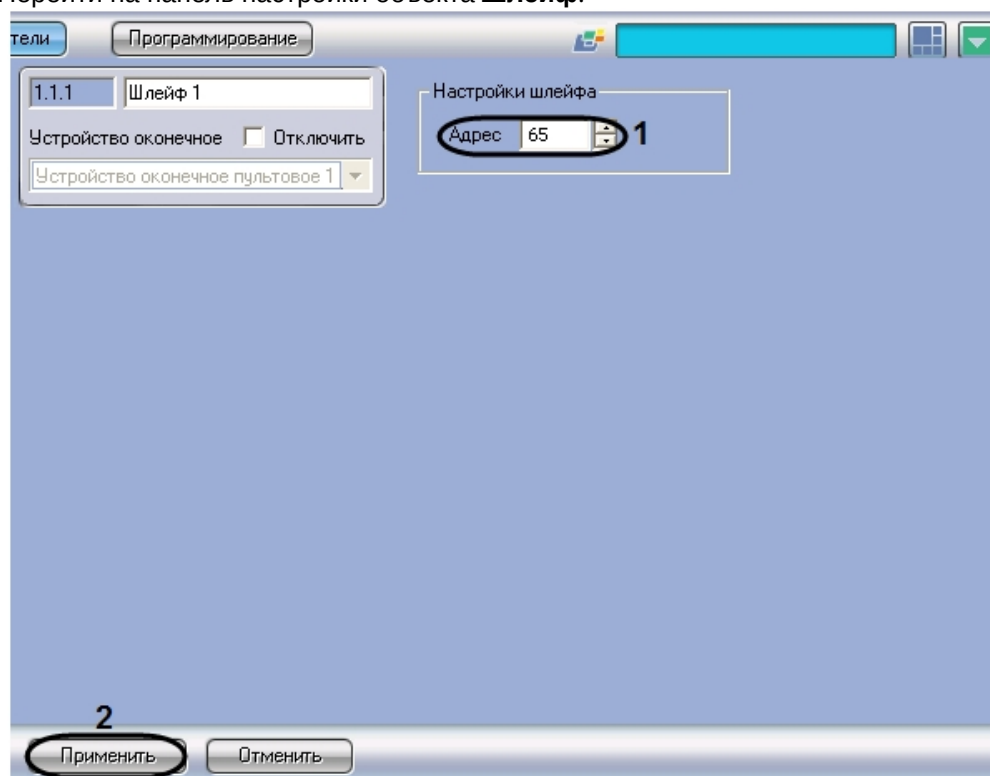 Перейти на панель настройки объекта Шлейф.
тели Программирование
1.1.1 Шлейф 1
Настройки шлейфа
Адрес 65 1
Устройство оконечное Отключить
Устройство оконечное пультовое 1
2
Применить Отменить